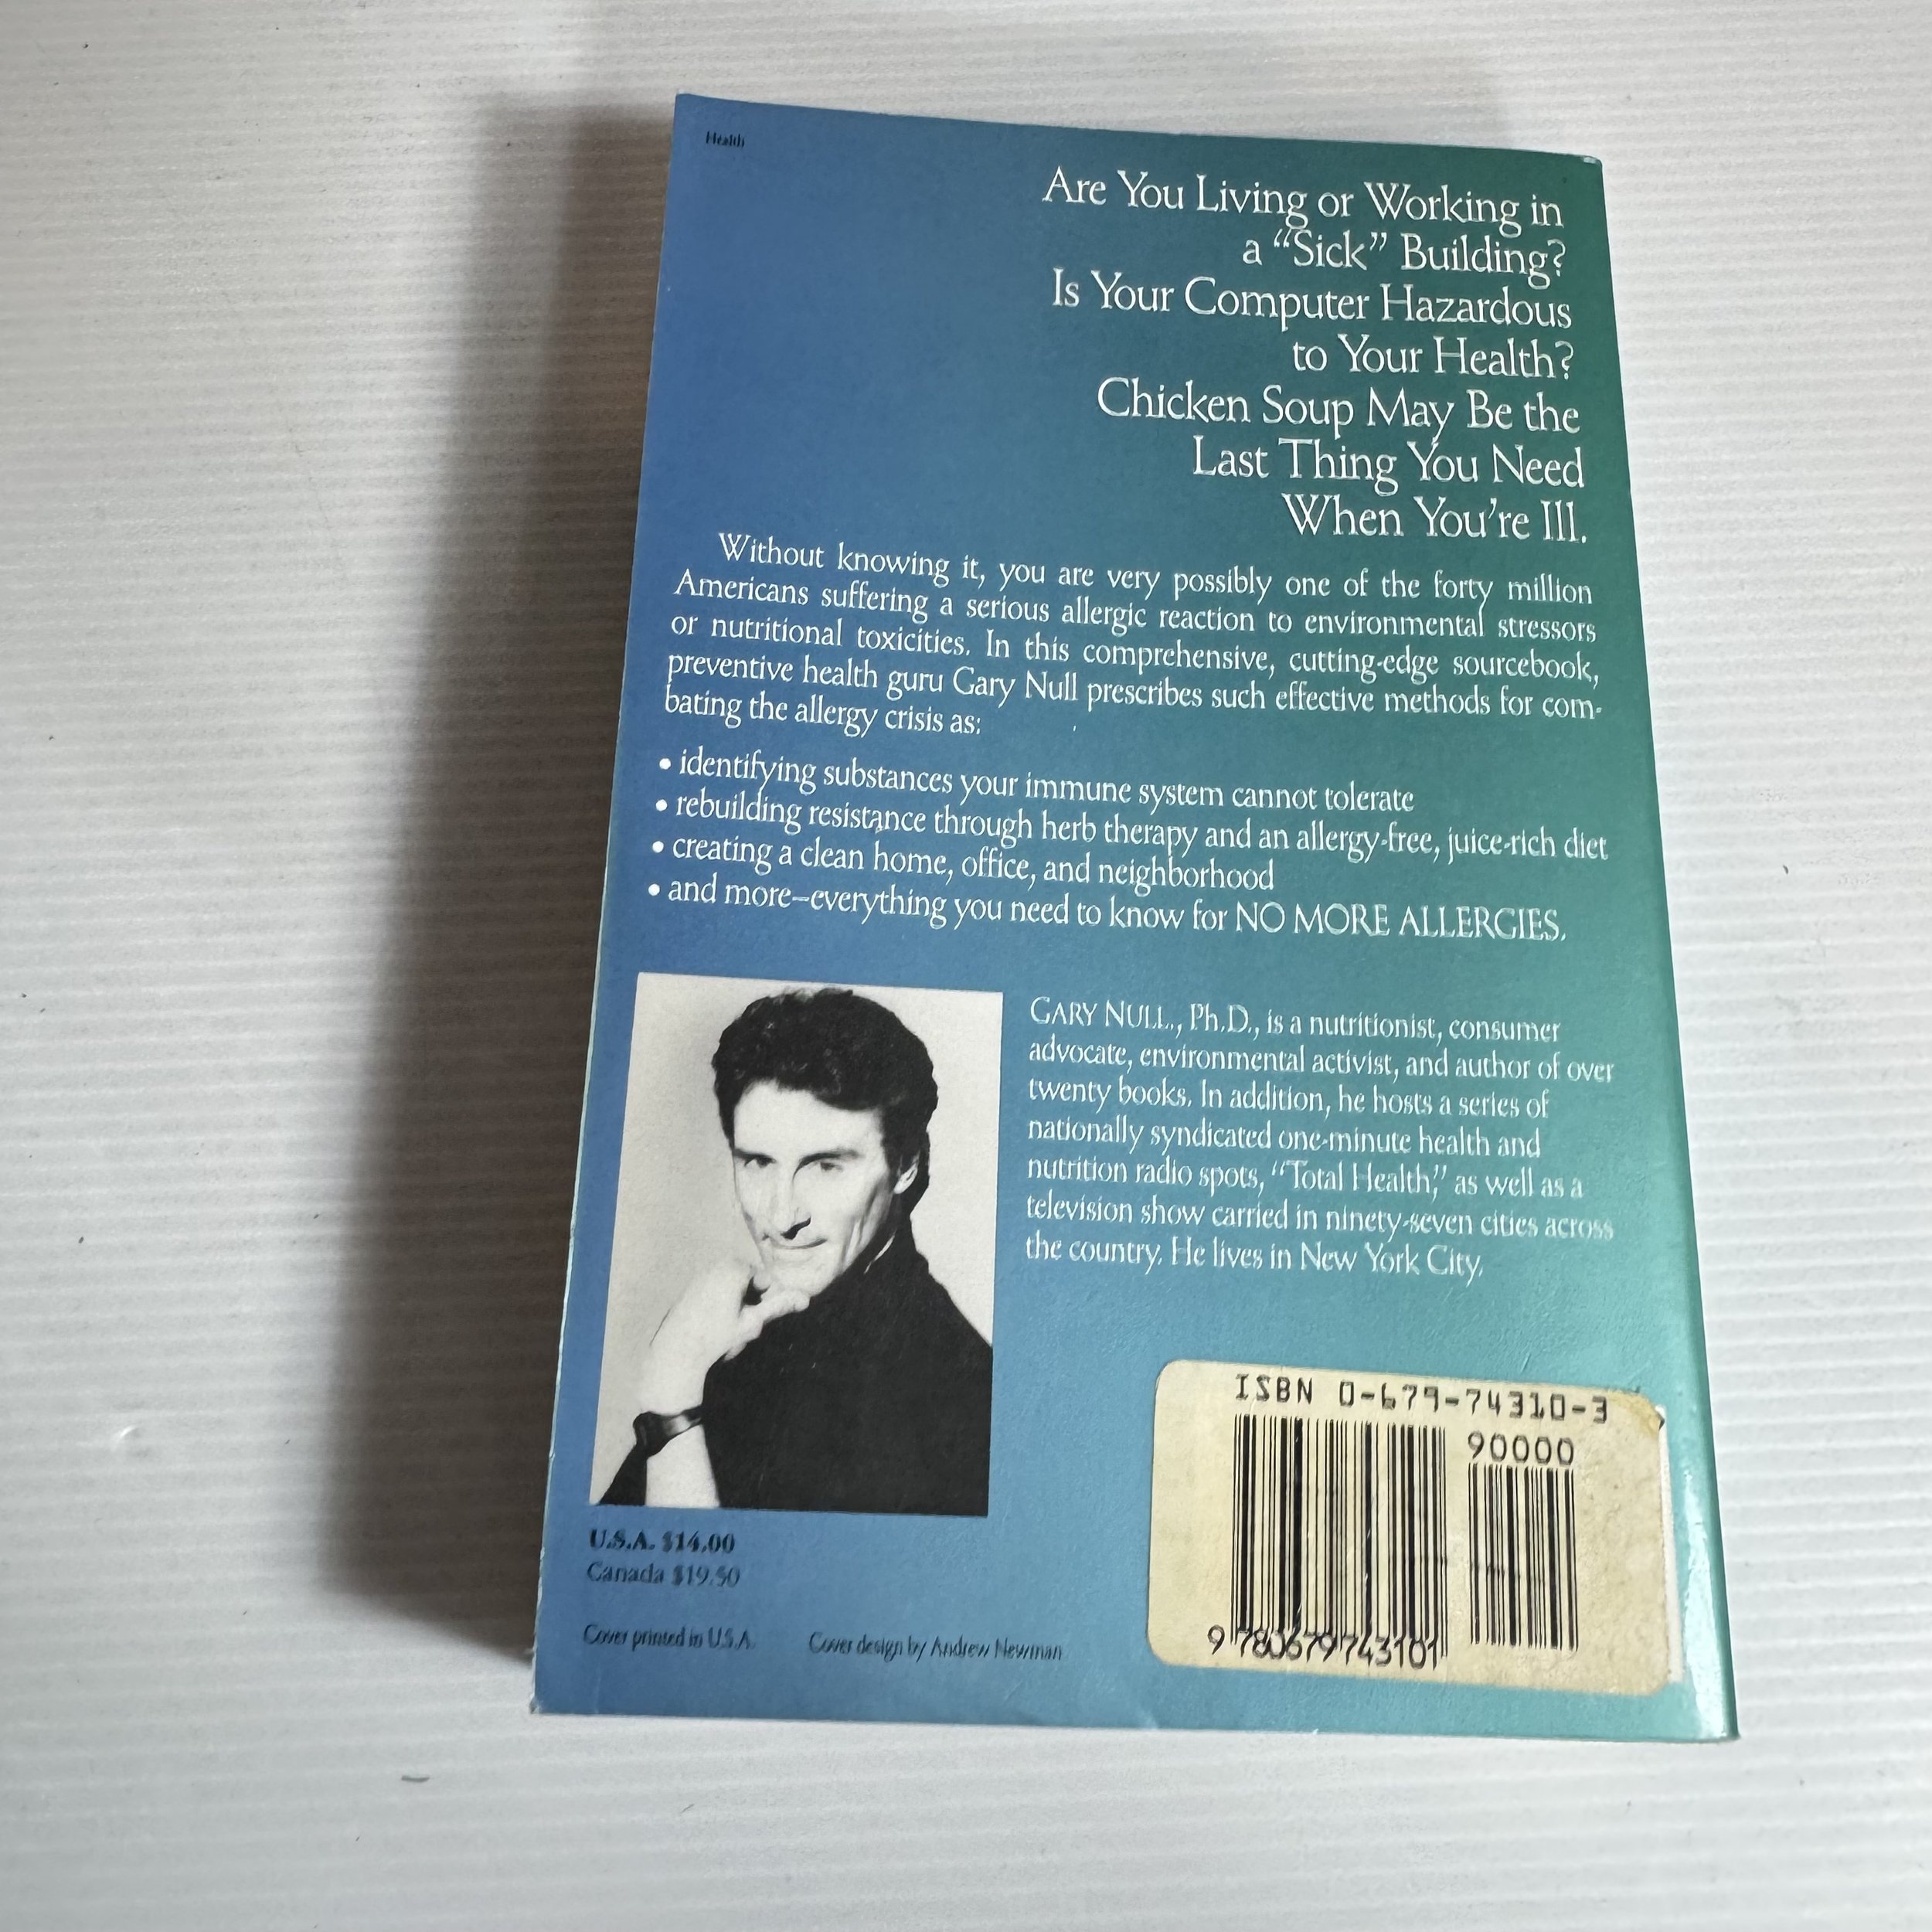 Health
Are You Living or Working in
a “Sick” Building?
Is Your Computer Hazardous
to Your Health?
Chicken Soup May Be the
Last Thing You Need
When You're Ill.
Without knowing it, you are very possibly one of the forty million
Americans suffering a serious allergic reaction to environmental stressors
or nutritional toxicities. In this comprehensive, cutting-edge sourcebook,
preventive health guru Gary Null prescribes such effective methods for com-
bating the allergy crisis as:
• identifying substances your immune system cannot tolerate
• rebuilding resistance through herb therapy and an allergy-free, juice-rich diet
• creating a clean home, office, and neighborhood
• and more–everything you need to know for NO MORE ALLERGIES.
GARY NULL, Ph.D., is a nutritionist, consumer
advocate, environmental activist, and author of over
twenty books. In addition, he hosts a series of
nationally syndicated one-minute health and
nutrition radio spots, “Total Health,” as well as a
television show carried in ninety-seven cities across
the country. He lives in New York City.
U.S.A. $14.00
Canada $19.50
Cover printed in U.S.A.
Cover design by Andrew Newman
ISBN 0-679-74310-3
90000
9 780679743101